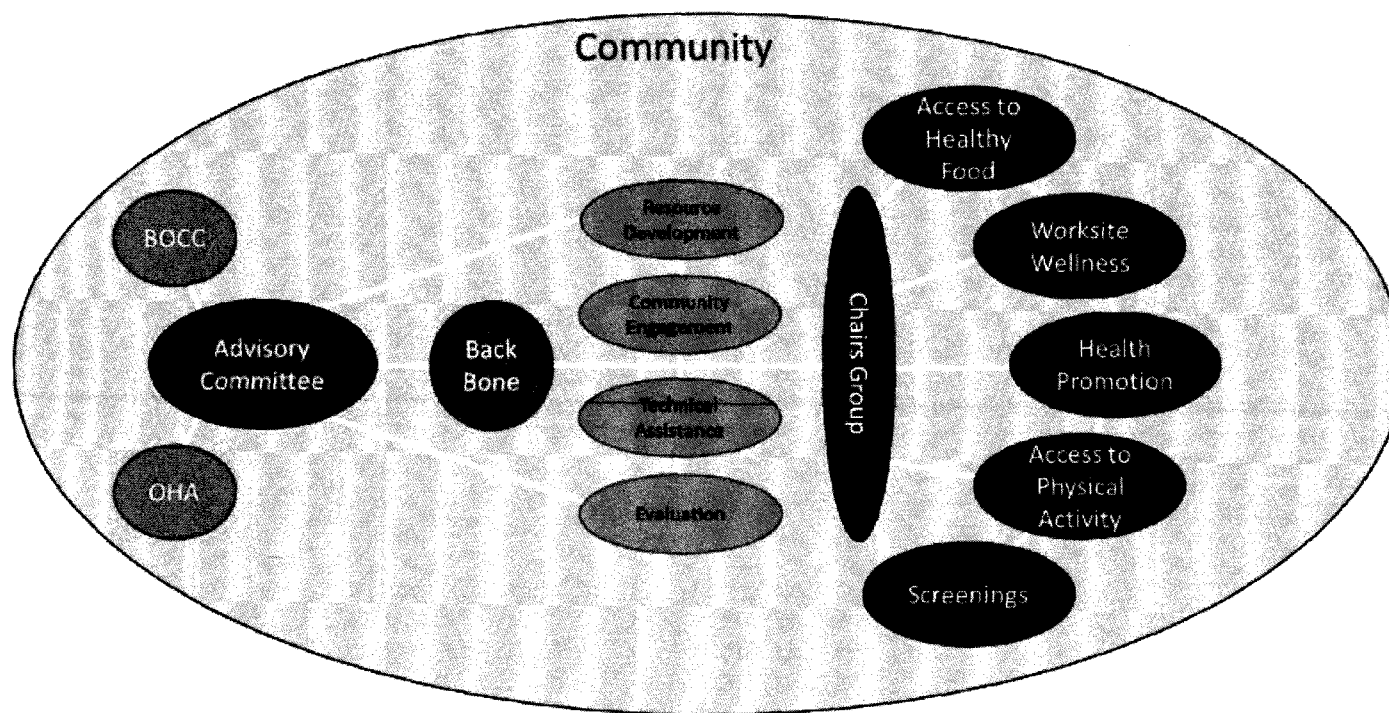 Community
BOCC
Advisory
Committee
OHA
Back
Bone
Resource
Development
Community
Engagement
Technical
Assistance
Evaluation
Chairs Group
Access to
Healthy
Food
Worksite
Wellness
Health
Promotion
Access to
Physical
Activity
Screenings